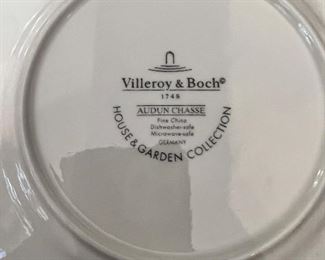 Villeroy & Boch©
1748
AUDUN CHASSE
Fine China
Dishwasher-safe
Microwave-safe
GERMANY
HOUSE & GARDEN COLLECTION